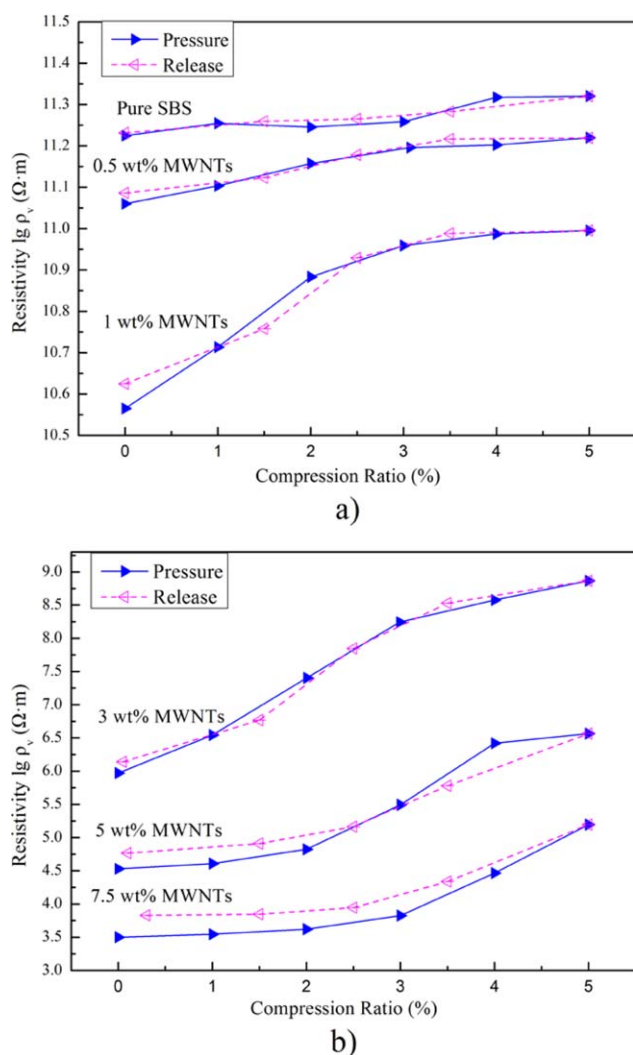 11.5
11.4
11.3
11.2
11.1
11.0
10.9
10.8
10.7
10.6
10.5
Resistivity lg ρv (Ω·m)
Pressure
Release
Pure SBS
0.5 wt% MWNTs
1 wt% MWNTs
0 1 2 3 4 5
Compression Ratio (%)
a)
9.0
8.5
8.0
7.5
7.0
6.5
6.0
5.5
5.0
4.5
4.0
3.5
3.0
Resistivity lg ρv (Ω·m)
Pressure
Release
3 wt% MWNTs
5 wt% MWNTs
7.5 wt% MWNTs
0 1 2 3 4 5
Compression Ratio (%)
b)